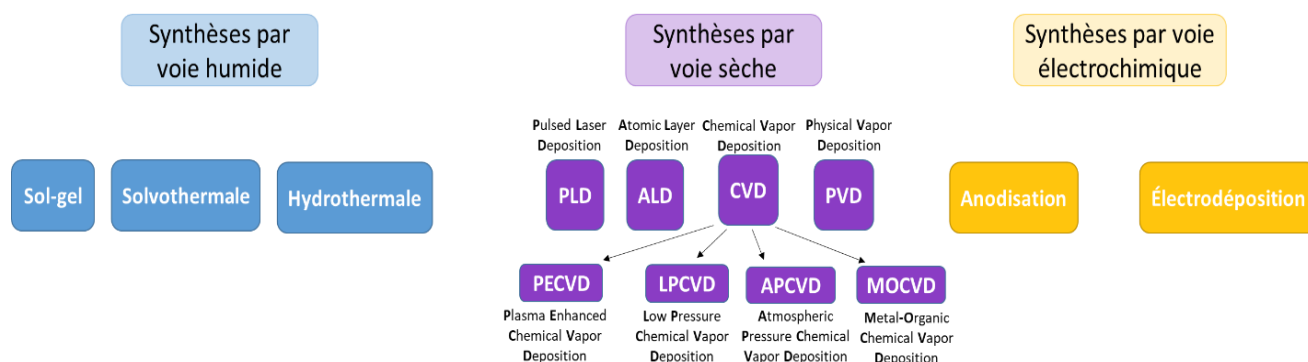 Synthèses par
voie humide
Synthèses par
voie sèche
Synthèses par voie
électrochimique
Sol-gel
Solvothermale
Hydrothermale
Pulsed Laser
Deposition
Atomic Layer
Deposition
Chemical Vapor
Deposition
Physical Vapor
Deposition
PLD
ALD
CVD
PVD
Anodisation
Électrodéposition
PECVD
LPCVD
APCVD
MOCVD
Plasma Enhanced
Chemical Vapor
Deposition
Low Pressure
Chemical Vapor
Deposition
Atmospheric
Pressure Chemical
Vapor Deposition
Metal-Organic
Chemical Vapor
Deposition